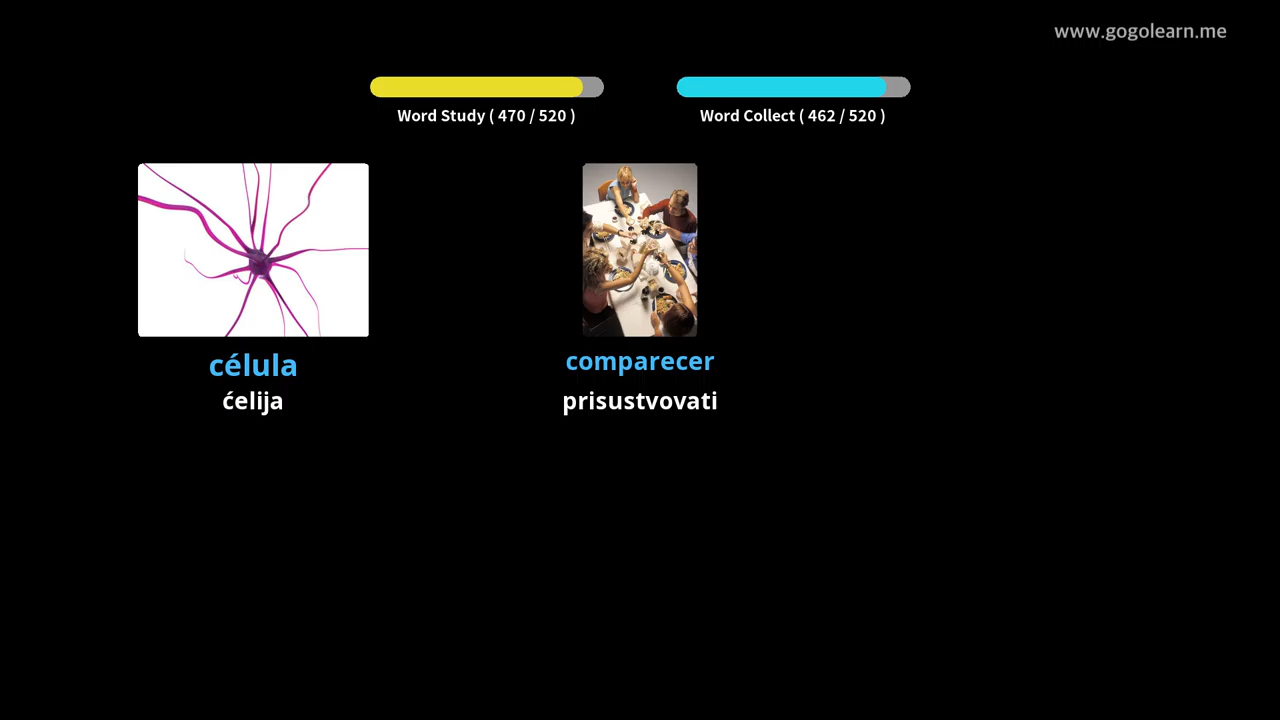 www.gogolearn.me
Word Study ( 470 / 520 )
Word Collect ( 462 / 520 )
célula
ćelija
comparecer
prisustvovati